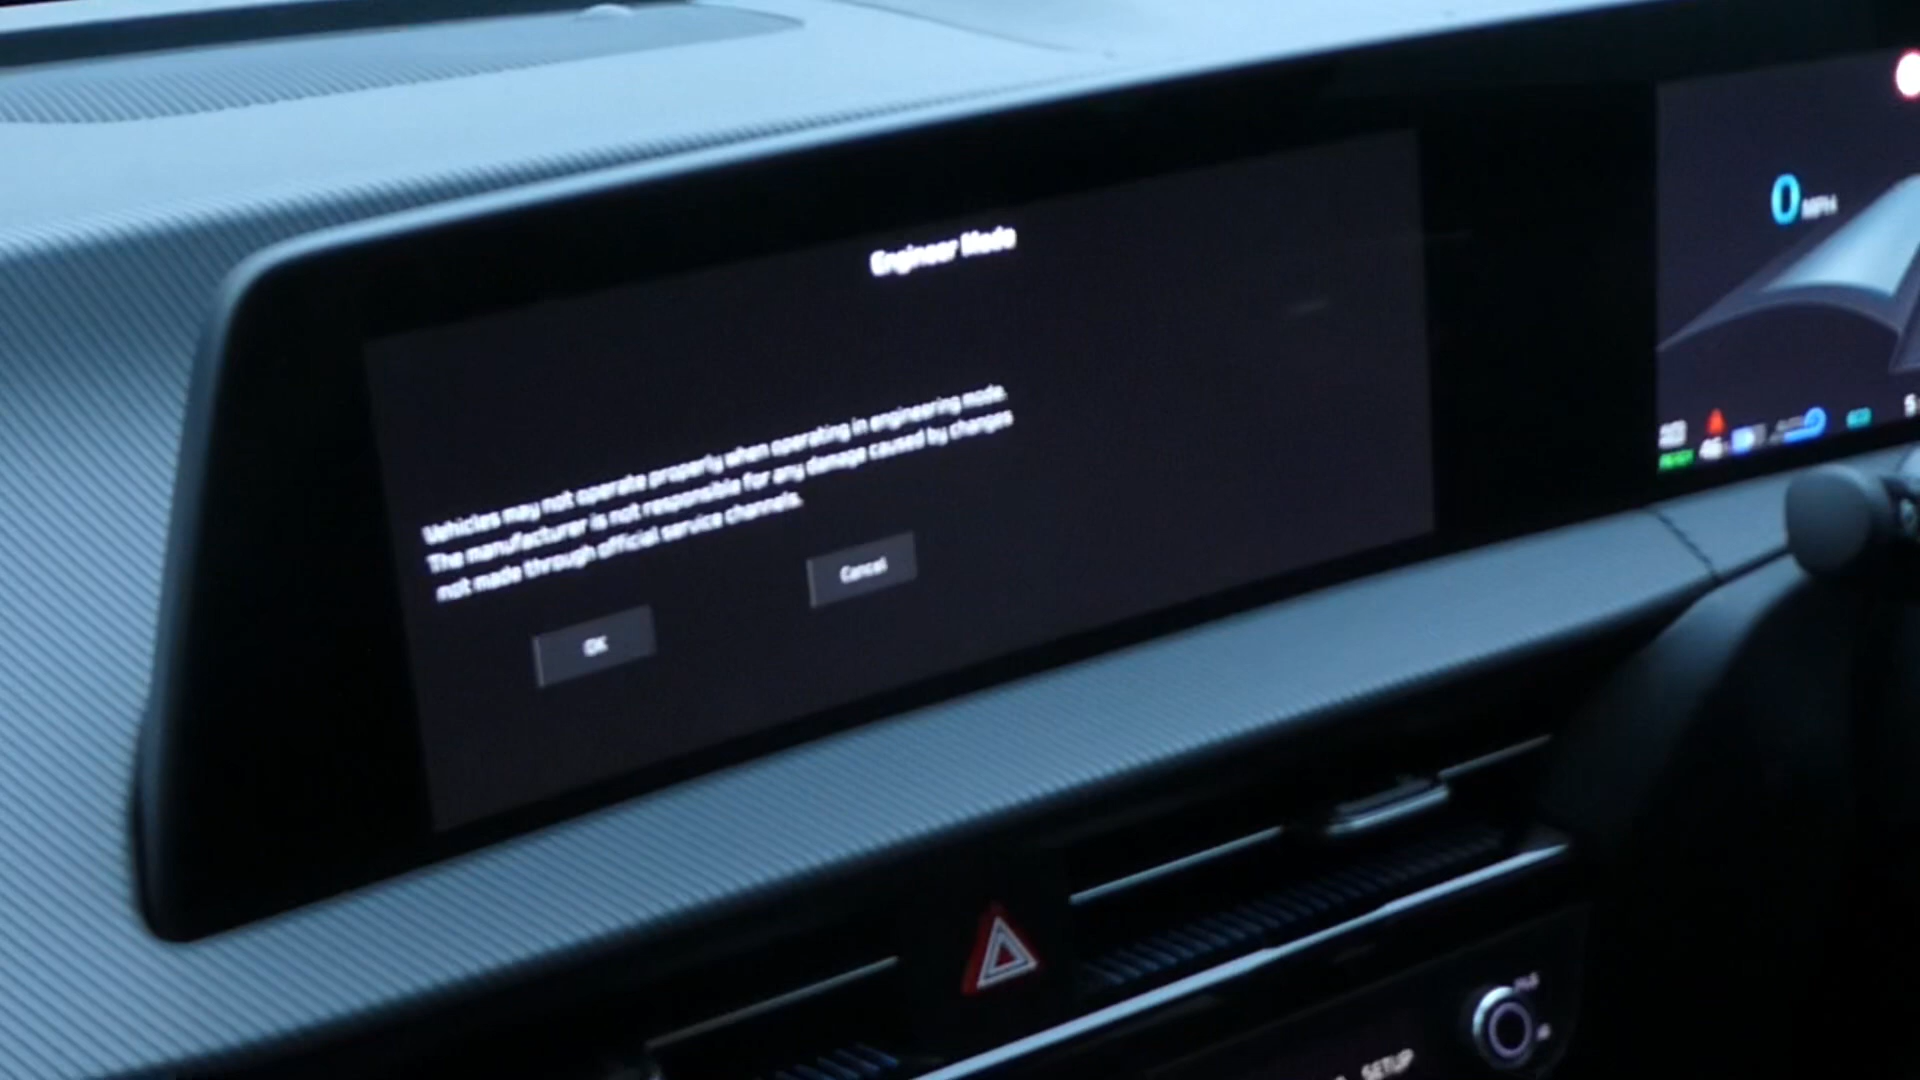 Engineer Mode
Vehicles may not operate properly when operating in engineering mode.
The manufacturer is not responsible for any damage caused by changes
not made through official service channels.
OK
Cancel
0 MPH
SETUP